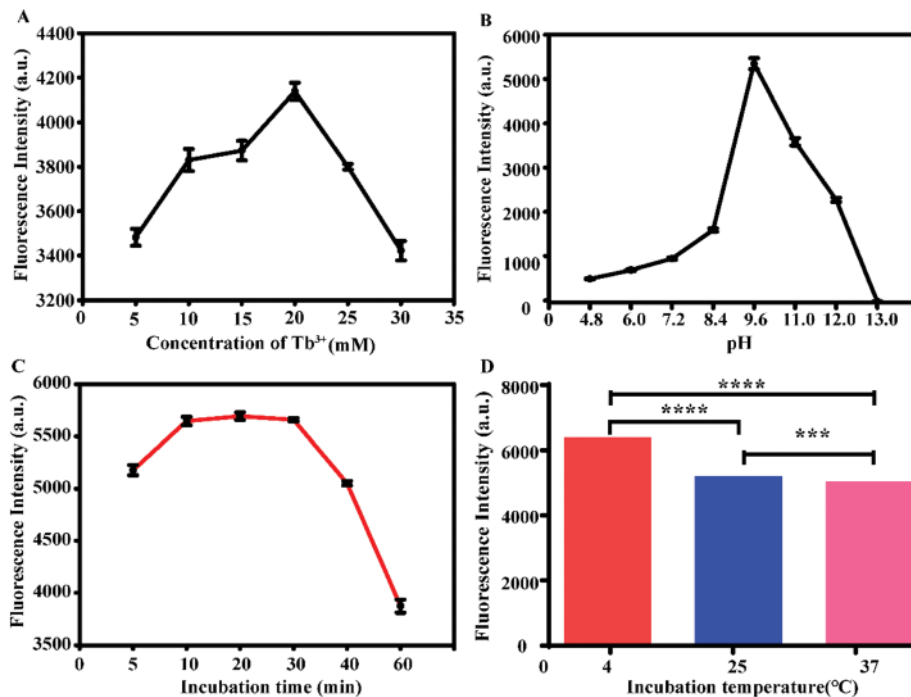 A
Fluorescence Intensity (a.u.)
4400
4200
4000
3800
3600
3400
3200
0 5 10 15 20 25 30 35
Concentration of Tb³⁺(mM)
B
Fluorescence Intensity (a.u.)
6000
5000
4000
2000
1000
0
0 4.8 6.0 7.2 8.4 9.6 11.0 12.0 13.0
pH
C
Fluorescence Intensity (a.u.)
6000
5500
5000
4000
3500
0 5 10 20 30 40 60
Incubation time (min)
D
Fluorescence Intensity (a.u.)
8000
6000
4000
2000
0
****
****
***
0 4 25 37
Incubation temperature(°C)